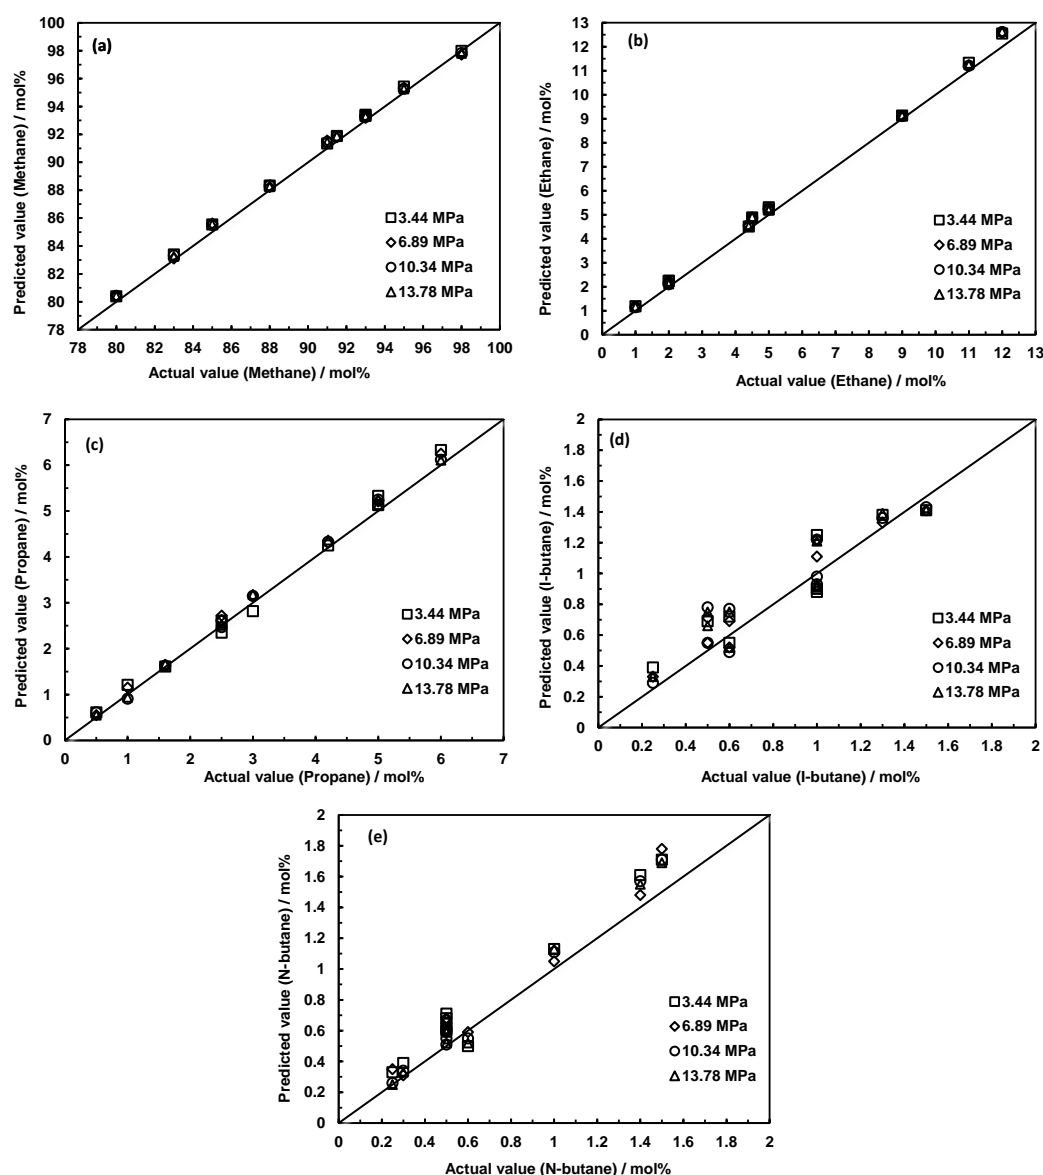 (a)
Predicted value (Methane) / mol%
100
98
96
94
92
90
88
86
84
82
80
78
3.44 MPa
6.89 MPa
10.34 MPa
13.78 MPa
78 80 82 84 86 88 90 92 94 96 98 100
Actual value (Methane) / mol%
(b)
Predicted value (Ethane) / mol%
13
12
11
10
9
8
7
6
5
4
3
2
1
0
3.44 MPa
6.89 MPa
10.34 MPa
13.78 MPa
0 1 2 3 4 5 6 7 8 9 10 11 12 13
Actual value (Ethane) / mol%
(c)
Predicted value (Propane) / mol%
7
6
5
4
3
2
1
0
3.44 MPa
6.89 MPa
10.34 MPa
13.78 MPa
0 1 2 3 4 5 6 7
Actual value (Propane) / mol%
(d)
Predicted value (I-butane) / mol%
2
1.8
1.6
1.4
1.2
1
0.8
0.6
0.4
0.2
0
3.44 MPa
6.89 MPa
10.34 MPa
13.78 MPa
0 0.2 0.4 0.6 0.8 1 1.2 1.4 1.6 1.8 2
Actual value (I-butane) / mol%
(e)
Predicted value (N-butane) / mol%
2
1.8
1.6
1.4
1.2
1
0.8
0.6
0.4
0.2
0
3.44 MPa
6.89 MPa
10.34 MPa
13.78 MPa
0 0.2 0.4 0.6 0.8 1 1.2 1.4 1.6 1.8 2
Actual value (N-butane) / mol%